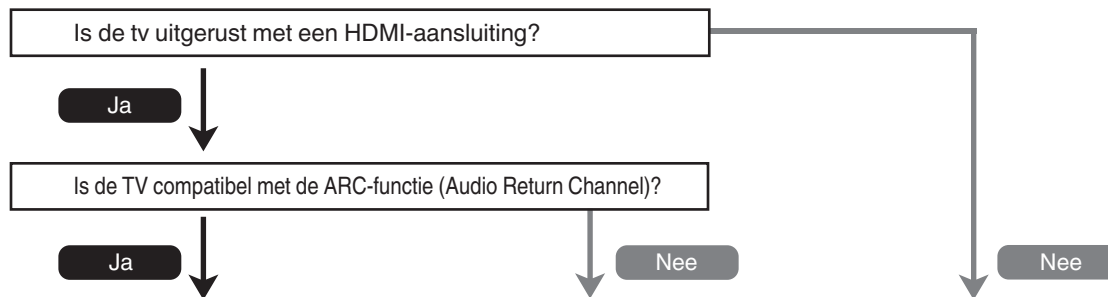 Is de tv uitgerust met een HDMI-aansluiting?
Ja
Is de TV compatibel met de ARC-functie (Audio Return Channel)?
Ja
Nee
Nee